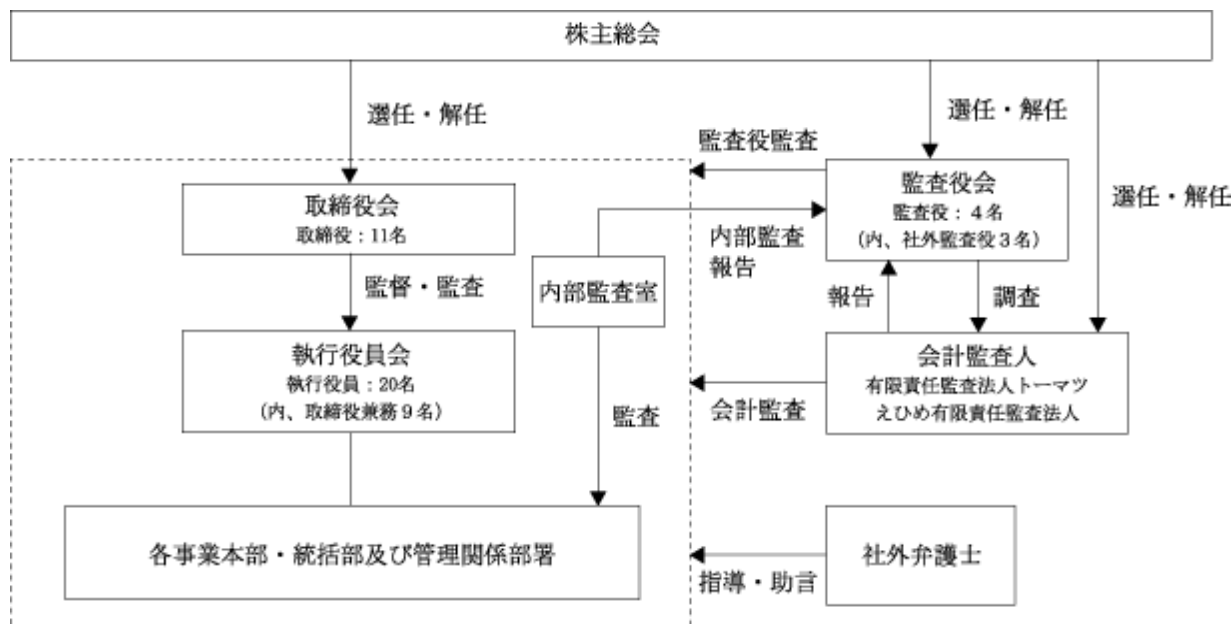 株主総会
選任・解任
選任・解任
選任・解任
監査役監査
取締役会
取締役：11名
監査役会
監査役：４名
（内、社外監査役３名）
内部監査
報告
監督・監査
内部監査室
報告
調査
執行役員会
執行役員：20名
（内、取締役兼務９名）
監査
会計監査
会計監査人
有限責任監査法人トーマツ
えひめ有限責任監査法人
各事業本部・統括部及び管理関係部署
指導・助言
社外弁護士